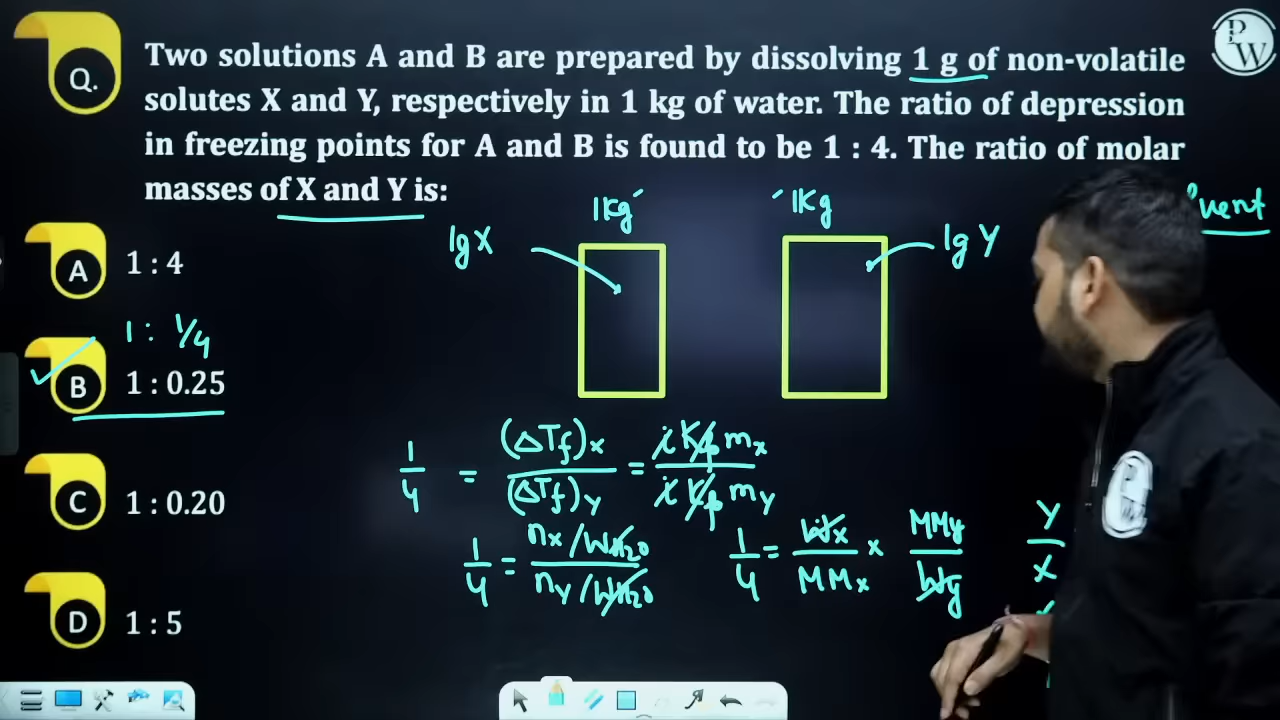 Q.
Two solutions A and B are prepared by dissolving 1 g of non-volatile
solutes X and Y, respectively in 1 kg of water. The ratio of depression
in freezing points for A and B is found to be 1 : 4. The ratio of molar
masses of X and Y is:
PW
1Kg
1Kg
1g X
1g Y
A 1 : 4
1 : 1/4
B 1 : 0.25
C 1 : 0.20
D 1 : 5
1/4 = (ΔTf)x / (ΔTf)Y = i Kf mx / i Kf my
1/4 = nx / WH2O / nY / WH2O
1/4 = Wx / MMx x MMy / Wy
Y / X